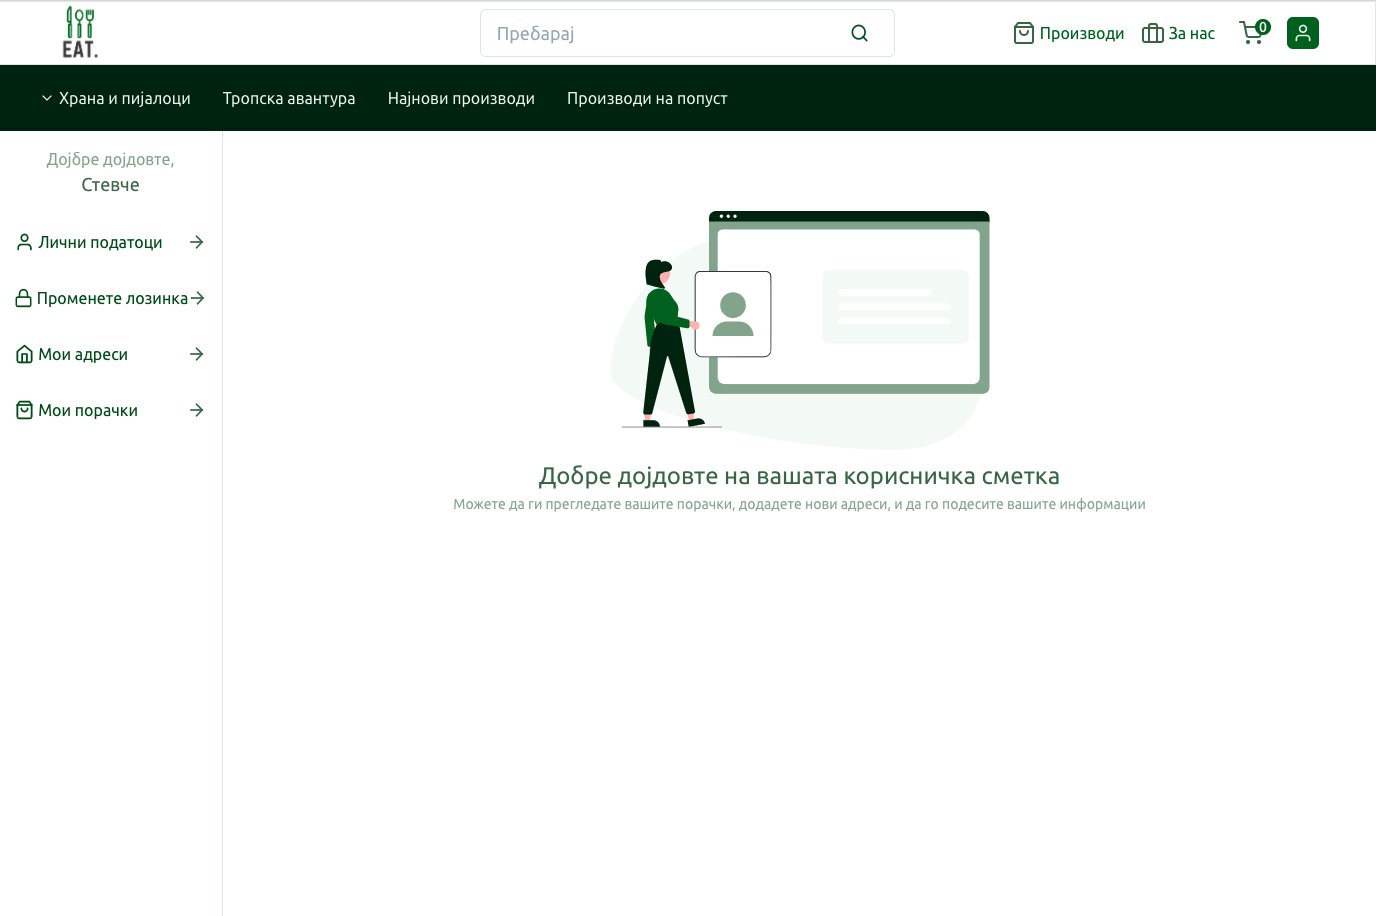 EAT.
Пребарај
Производи
За нас
0
Храна и пијалоци
Тропска авантура
Најнови производи
Производи на попуст
Дојбре дојдовте,
Стевче
Лични податоци
Променете лозинка
Мои адреси
Мои порачки
Добре дојдовте на вашата корисничка сметка
Можете да ги прегледате вашите порачки, додадете нови адреси, и да го подесите вашите информации